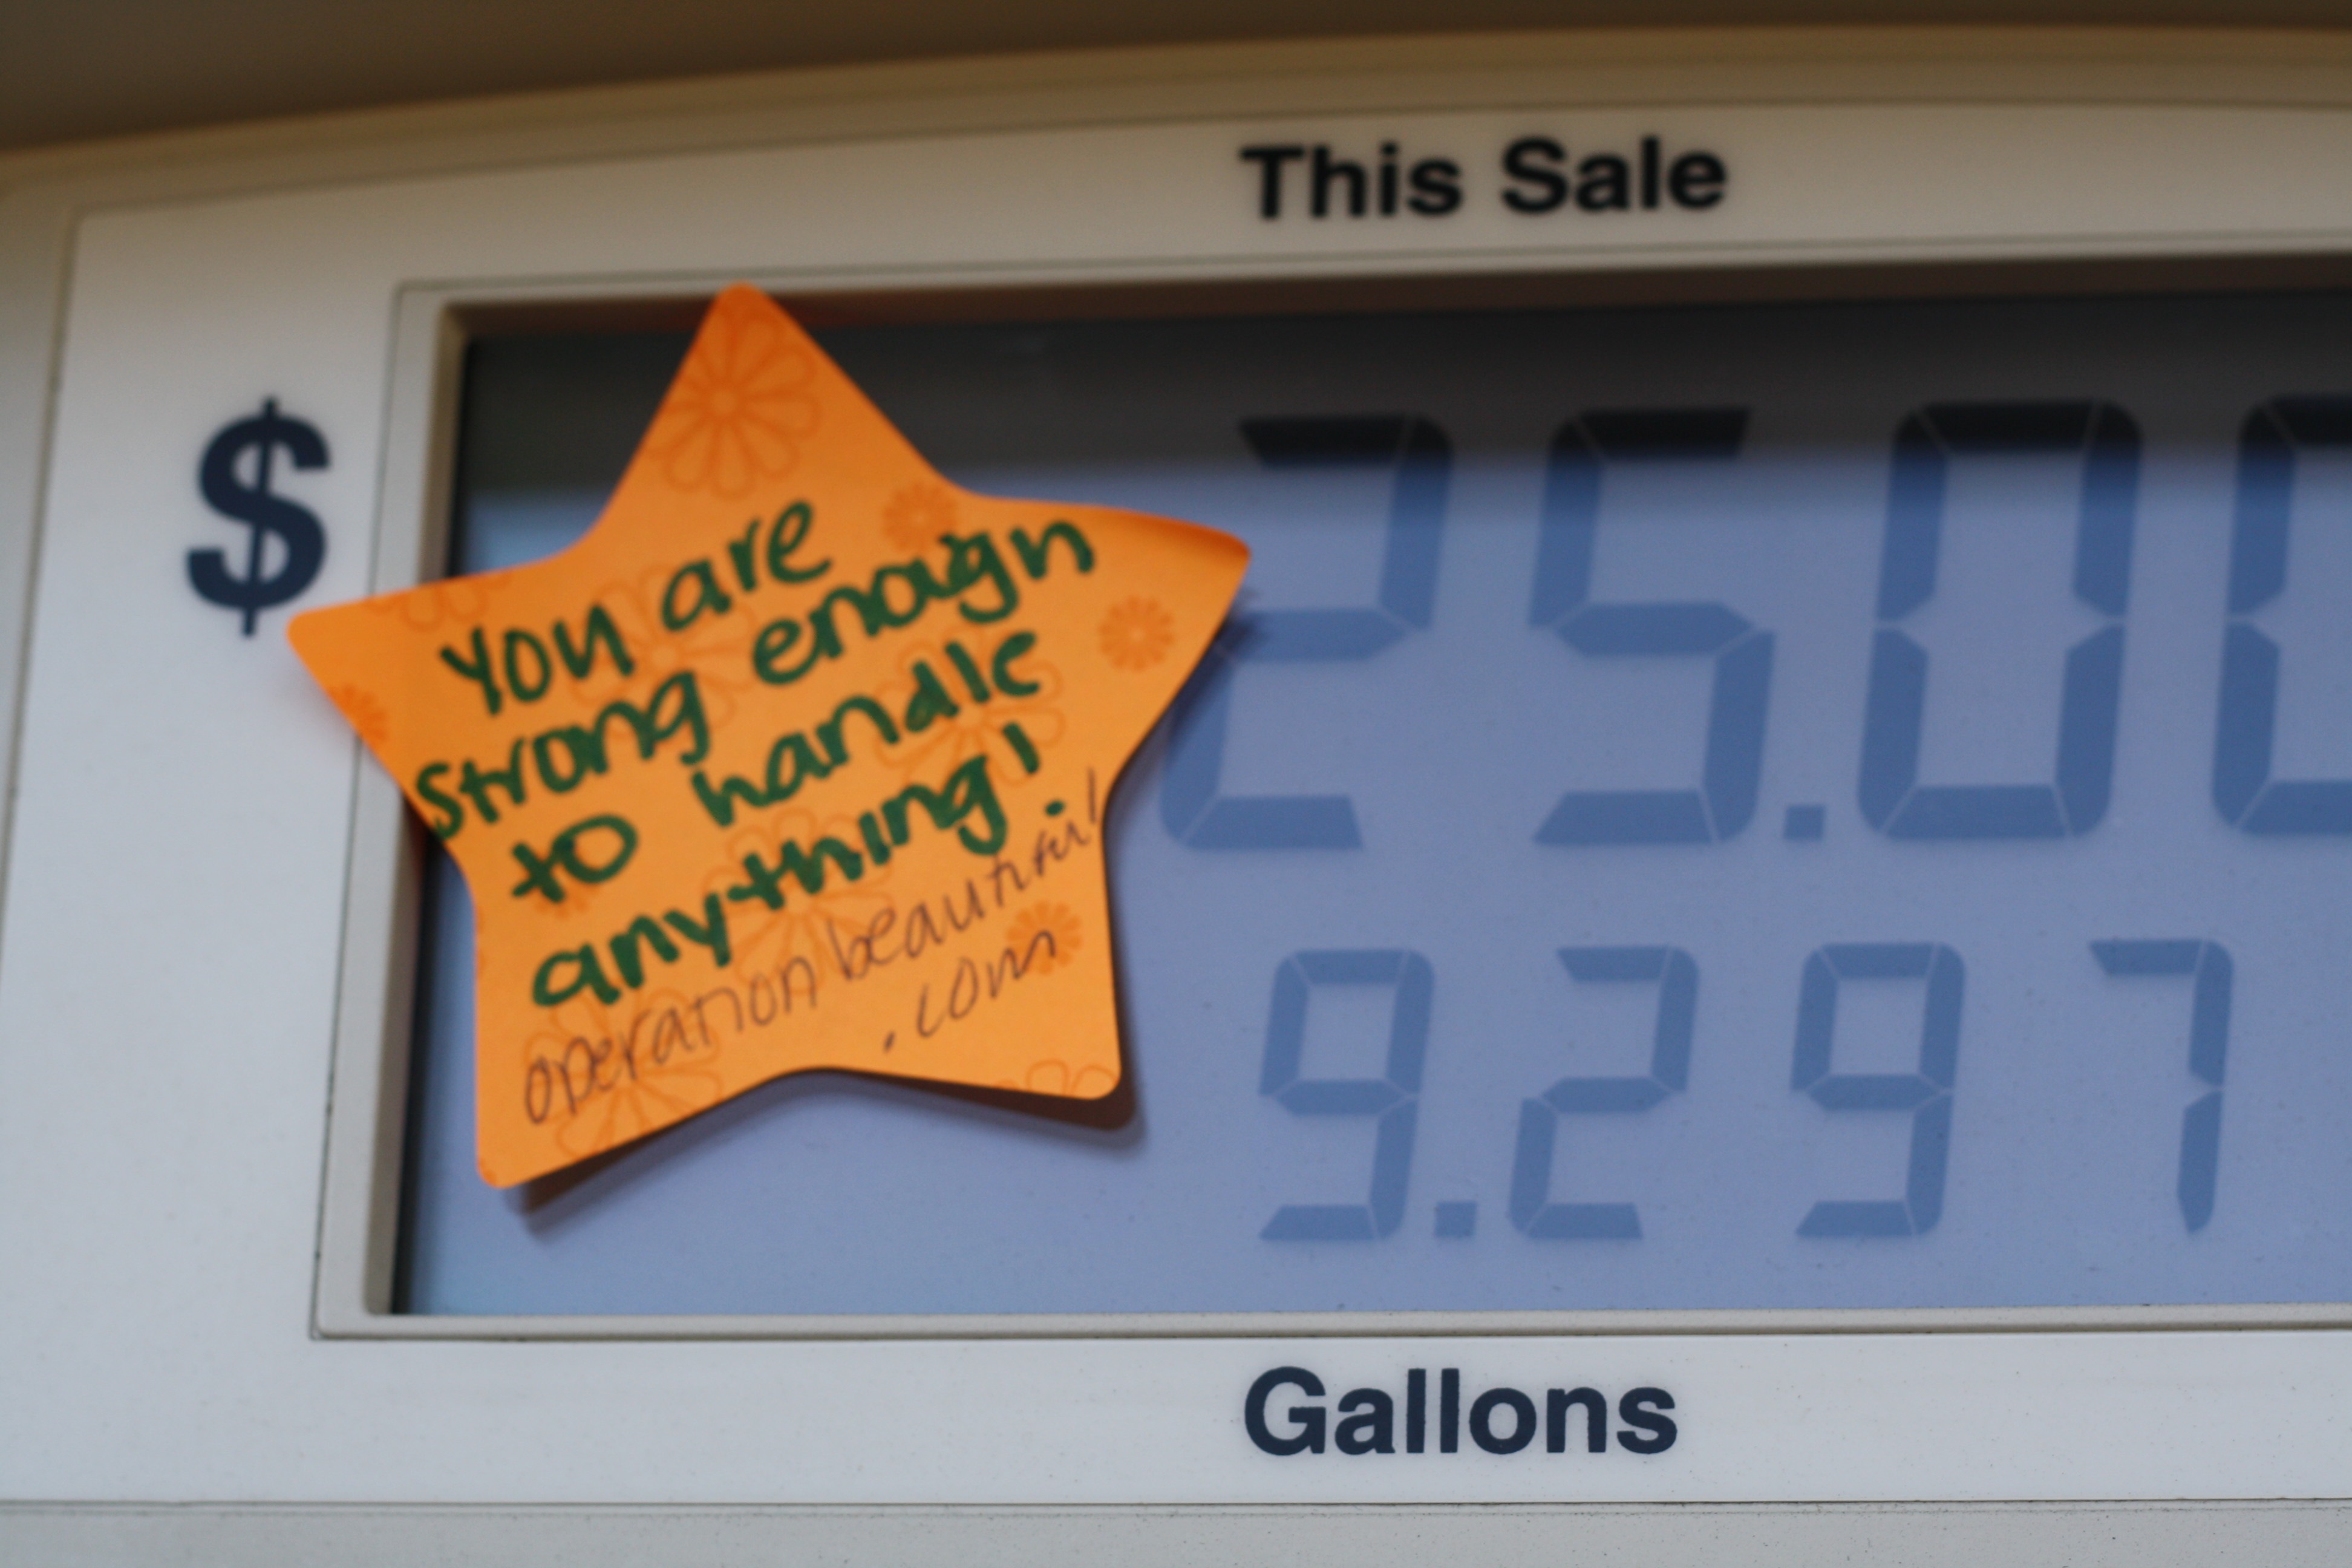 This Sale
$ 25.00
You are
strong enough
to handle
anything!
operation beautiful
.com
9.297
Gallons